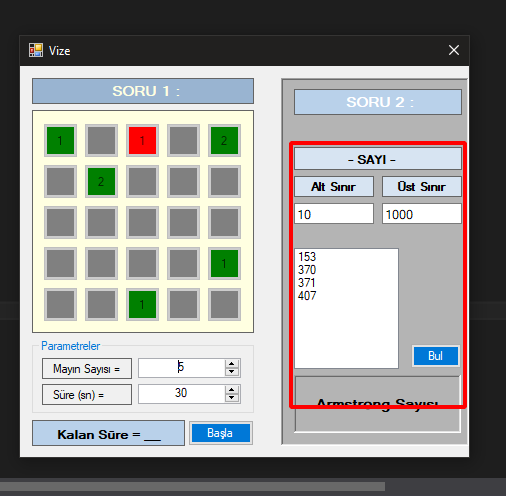 Vize
SORU 1 :
1 1 2
2
1
1
Parametreler
Mayın Sayısı = 5
Süre (sn) = 30
Kalan Süre = __
Başla
SORU 2 :
- SAYI -
Alt Sınır Üst Sınır
10 1000
153
370
371
407
Bul
Armstrong Sayısı